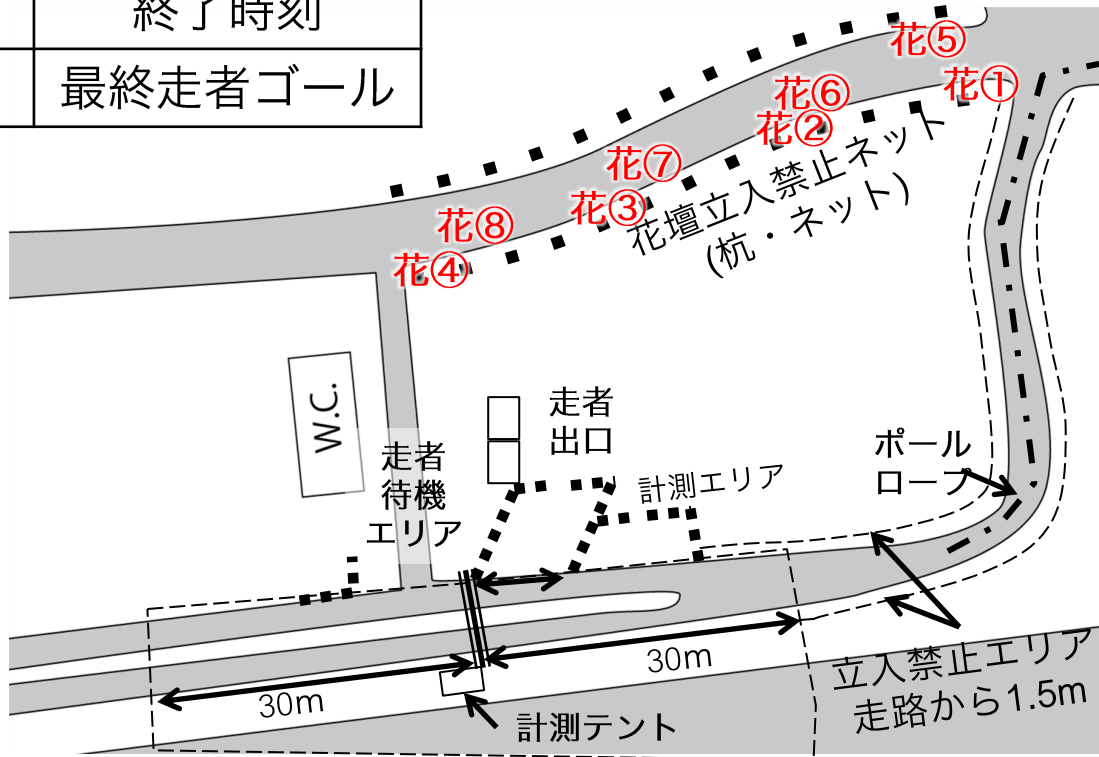 終了時刻
最終走者ゴール
花⑤
花①
花⑥
花②
花⑦
花③
花⑧
花④
花壇立入禁止ネット
(杭・ネット)
W.C.
走者
出口
走者
待機
エリア
計測エリア
ポール
ロープ
30m
30m
計測テント
立入禁止エリア
走路から1.5m